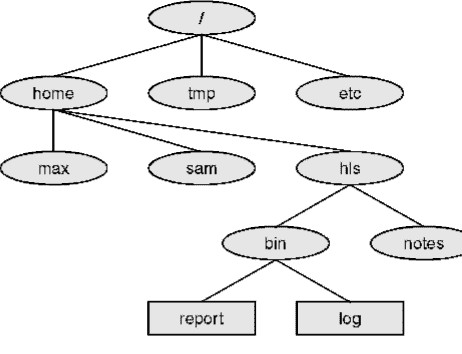 /
home tmp etc
max sam hls
bin notes
report log